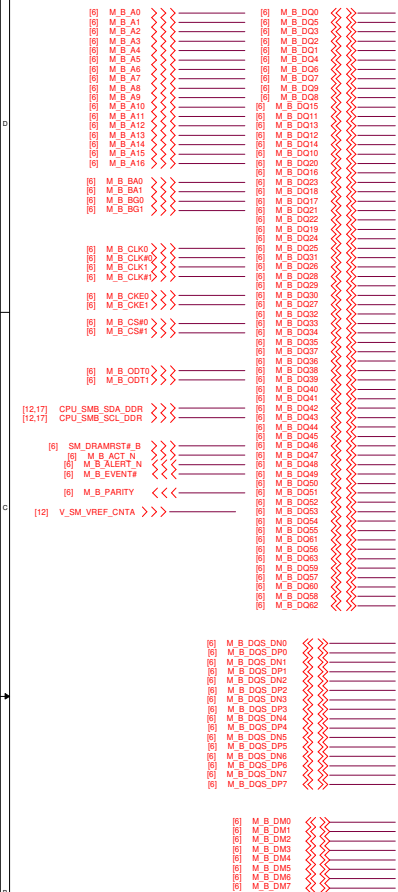 D
C
[6] M_B_A0
[6] M_B_A1
[6] M_B_A2
[6] M_B_A3
[6] M_B_A4
[6] M_B_A5
[6] M_B_A6
[6] M_B_A7
[6] M_B_A8
[6] M_B_A9
[6] M_B_A10
[6] M_B_A11
[6] M_B_A12
[6] M_B_A13
[6] M_B_A14
[6] M_B_A15
[6] M_B_A16
[6] M_B_BA0
[6] M_B_BA1
[6] M_B_BG0
[6] M_B_BG1
[6] M_B_CLK0
[6] M_B_CLK#0
[6] M_B_CLK1
[6] M_B_CLK#1
[6] M_B_CKE0
[6] M_B_CKE1
[6] M_B_CS#0
[6] M_B_CS#1
[6] M_B_ODT0
[6] M_B_ODT1
[12,17] CPU_SMB_SDA_DDR
[12,17] CPU_SMB_SCL_DDR
[6] SM_DRAMRST#_B
[6] M_B_ACT_N
[6] M_B_ALERT_N
[6] M_B_EVENT#
[6] M_B_PARITY
[12] V_SM_VREF_CNTA
[6] M_B_DQ0
[6] M_B_DQ5
[6] M_B_DQ3
[6] M_B_DQ2
[6] M_B_DQ1
[6] M_B_DQ4
[6] M_B_DQ6
[6] M_B_DQ7
[6] M_B_DQ9
[6] M_B_DQ8
[6] M_B_DQ15
[6] M_B_DQ11
[6] M_B_DQ13
[6] M_B_DQ12
[6] M_B_DQ14
[6] M_B_DQ10
[6] M_B_DQ20
[6] M_B_DQ16
[6] M_B_DQ23
[6] M_B_DQ18
[6] M_B_DQ17
[6] M_B_DQ21
[6] M_B_DQ22
[6] M_B_DQ19
[6] M_B_DQ24
[6] M_B_DQ25
[6] M_B_DQ31
[6] M_B_DQ26
[6] M_B_DQ28
[6] M_B_DQ29
[6] M_B_DQ30
[6] M_B_DQ27
[6] M_B_DQ32
[6] M_B_DQ33
[6] M_B_DQ34
[6] M_B_DQ35
[6] M_B_DQ37
[6] M_B_DQ36
[6] M_B_DQ38
[6] M_B_DQ39
[6] M_B_DQ40
[6] M_B_DQ41
[6] M_B_DQ42
[6] M_B_DQ43
[6] M_B_DQ44
[6] M_B_DQ45
[6] M_B_DQ46
[6] M_B_DQ47
[6] M_B_DQ48
[6] M_B_DQ49
[6] M_B_DQ50
[6] M_B_DQ51
[6] M_B_DQ52
[6] M_B_DQ53
[6] M_B_DQ54
[6] M_B_DQ55
[6] M_B_DQ61
[6] M_B_DQ56
[6] M_B_DQ63
[6] M_B_DQ59
[6] M_B_DQ57
[6] M_B_DQ60
[6] M_B_DQ58
[6] M_B_DQ62
[6] M_B_DQS_DN0
[6] M_B_DQS_DP0
[6] M_B_DQS_DN1
[6] M_B_DQS_DP1
[6] M_B_DQS_DN2
[6] M_B_DQS_DP2
[6] M_B_DQS_DN3
[6] M_B_DQS_DP3
[6] M_B_DQS_DN4
[6] M_B_DQS_DP4
[6] M_B_DQS_DN5
[6] M_B_DQS_DP5
[6] M_B_DQS_DN6
[6] M_B_DQS_DP6
[6] M_B_DQS_DN7
[6] M_B_DQS_DP7
[6] M_B_DM0
[6] M_B_DM1
[6] M_B_DM2
[6] M_B_DM3
[6] M_B_DM4
[6] M_B_DM5
[6] M_B_DM6
[6] M_B_DM7